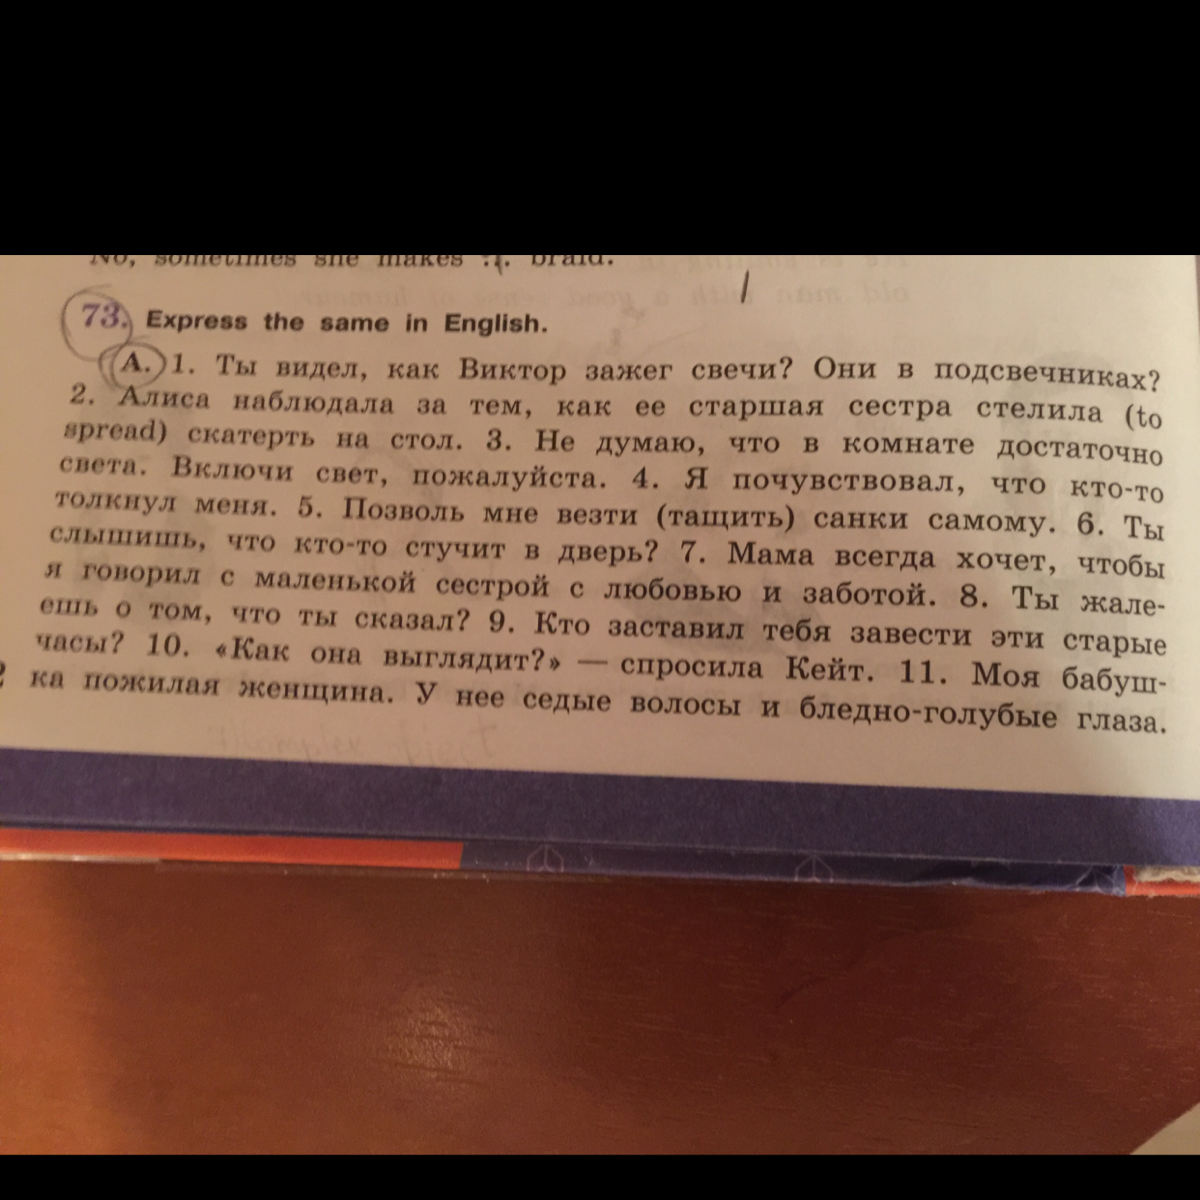 No, sometimes she makes a braid.
73. Express the same in English.
A. 1. Ты видел, как Виктор зажег свечи? Они в подсвечниках?
2. Алиса наблюдала за тем, как ее старшая сестра стелила (to
spread) скатерть на стол. 3. Не думаю, что в комнате достаточно
света. Включи свет, пожалуйста. 4. Я почувствовал, что кто-то
толкнул меня. 5. Позволь мне везти (тащить) санки самому. 6. Ты
слышишь, что кто-то стучит в дверь? 7. Мама всегда хочет, чтобы
я говорил с маленькой сестрой с любовью и заботой. 8. Ты жале-
ешь о том, что ты сказал? 9. Кто заставил тебя завести эти старые
часы? 10. «Как она выглядит?» — спросила Кейт. 11. Моя бабуш-
2 ка пожилая женщина. У нее седые волосы и бледно-голубые глаза.